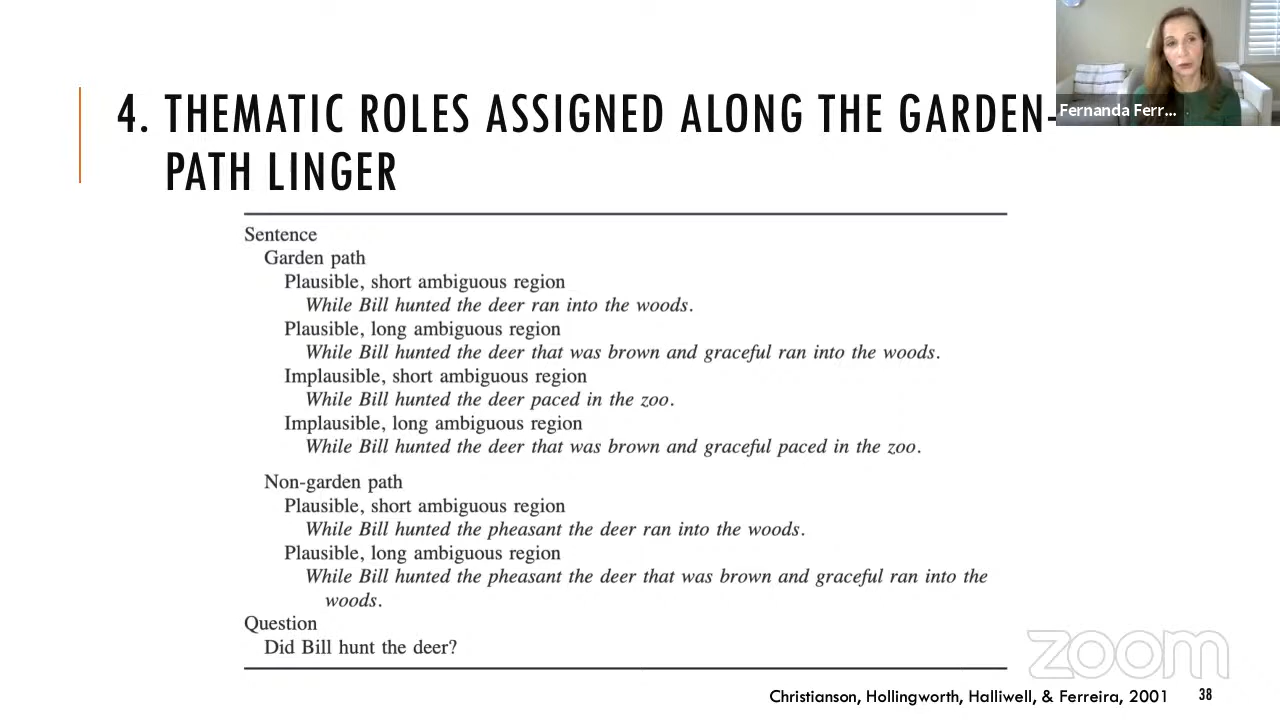 Fernanda Ferr...
4. THEMATIC ROLES ASSIGNED ALONG THE GARDEN-
PATH LINGER
Sentence
Garden path
Plausible, short ambiguous region
While Bill hunted the deer ran into the woods.
Plausible, long ambiguous region
While Bill hunted the deer that was brown and graceful ran into the woods.
Implausible, short ambiguous region
While Bill hunted the deer paced in the zoo.
Implausible, long ambiguous region
While Bill hunted the deer that was brown and graceful paced in the zoo.
Non-garden path
Plausible, short ambiguous region
While Bill hunted the pheasant the deer ran into the woods.
Plausible, long ambiguous region
While Bill hunted the pheasant the deer that was brown and graceful ran into the
woods.
Question
Did Bill hunt the deer?
zoom
Christianson, Hollingworth, Halliwell, & Ferreira, 2001
38